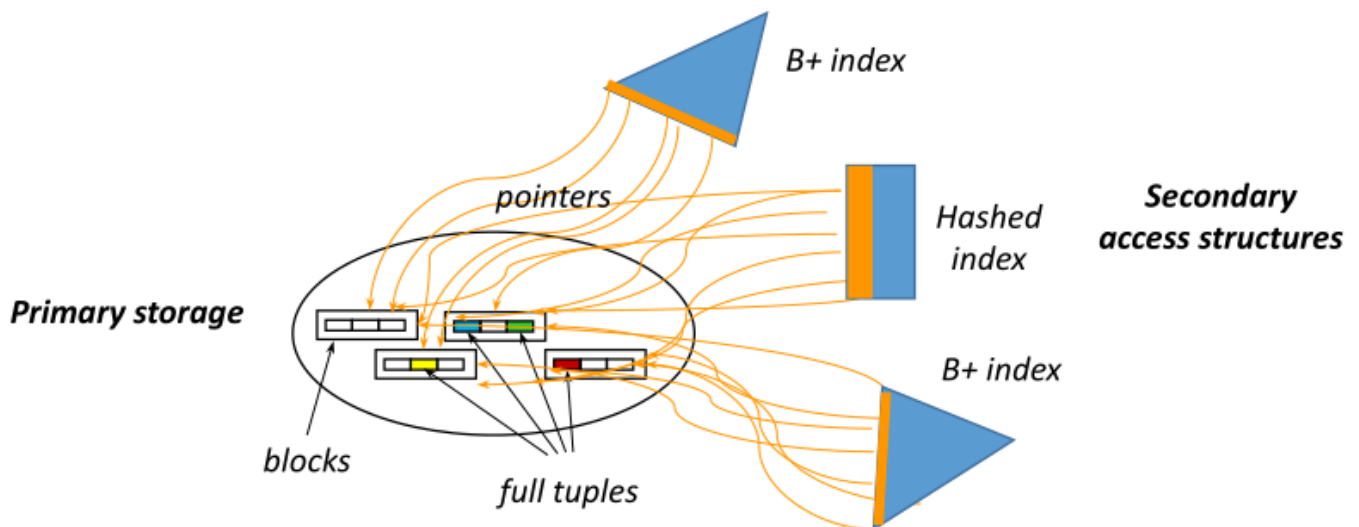 B+ index
pointers
Hashed
index
Secondary
access structures
Primary storage
B+ index
blocks
full tuples